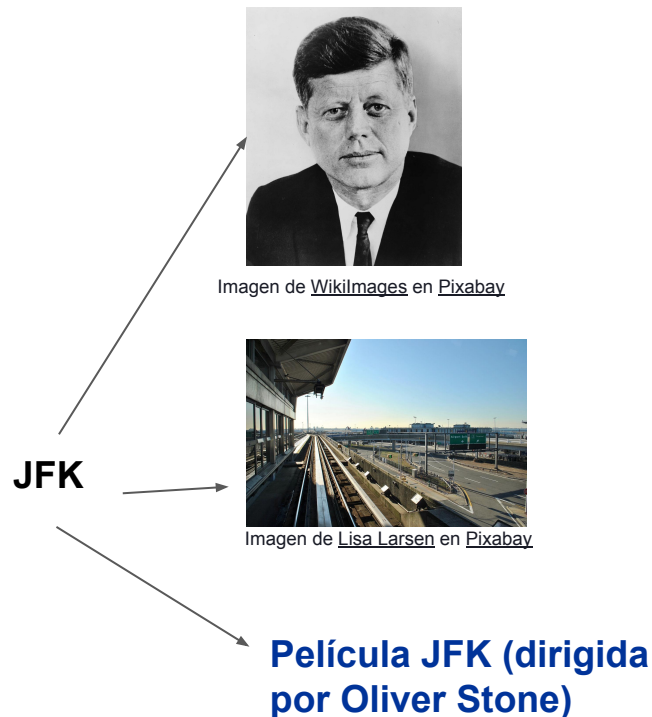 Imagen de WikiImages en Pixabay
JFK
Imagen de Lisa Larsen en Pixabay
Película JFK (dirigida
por Oliver Stone)